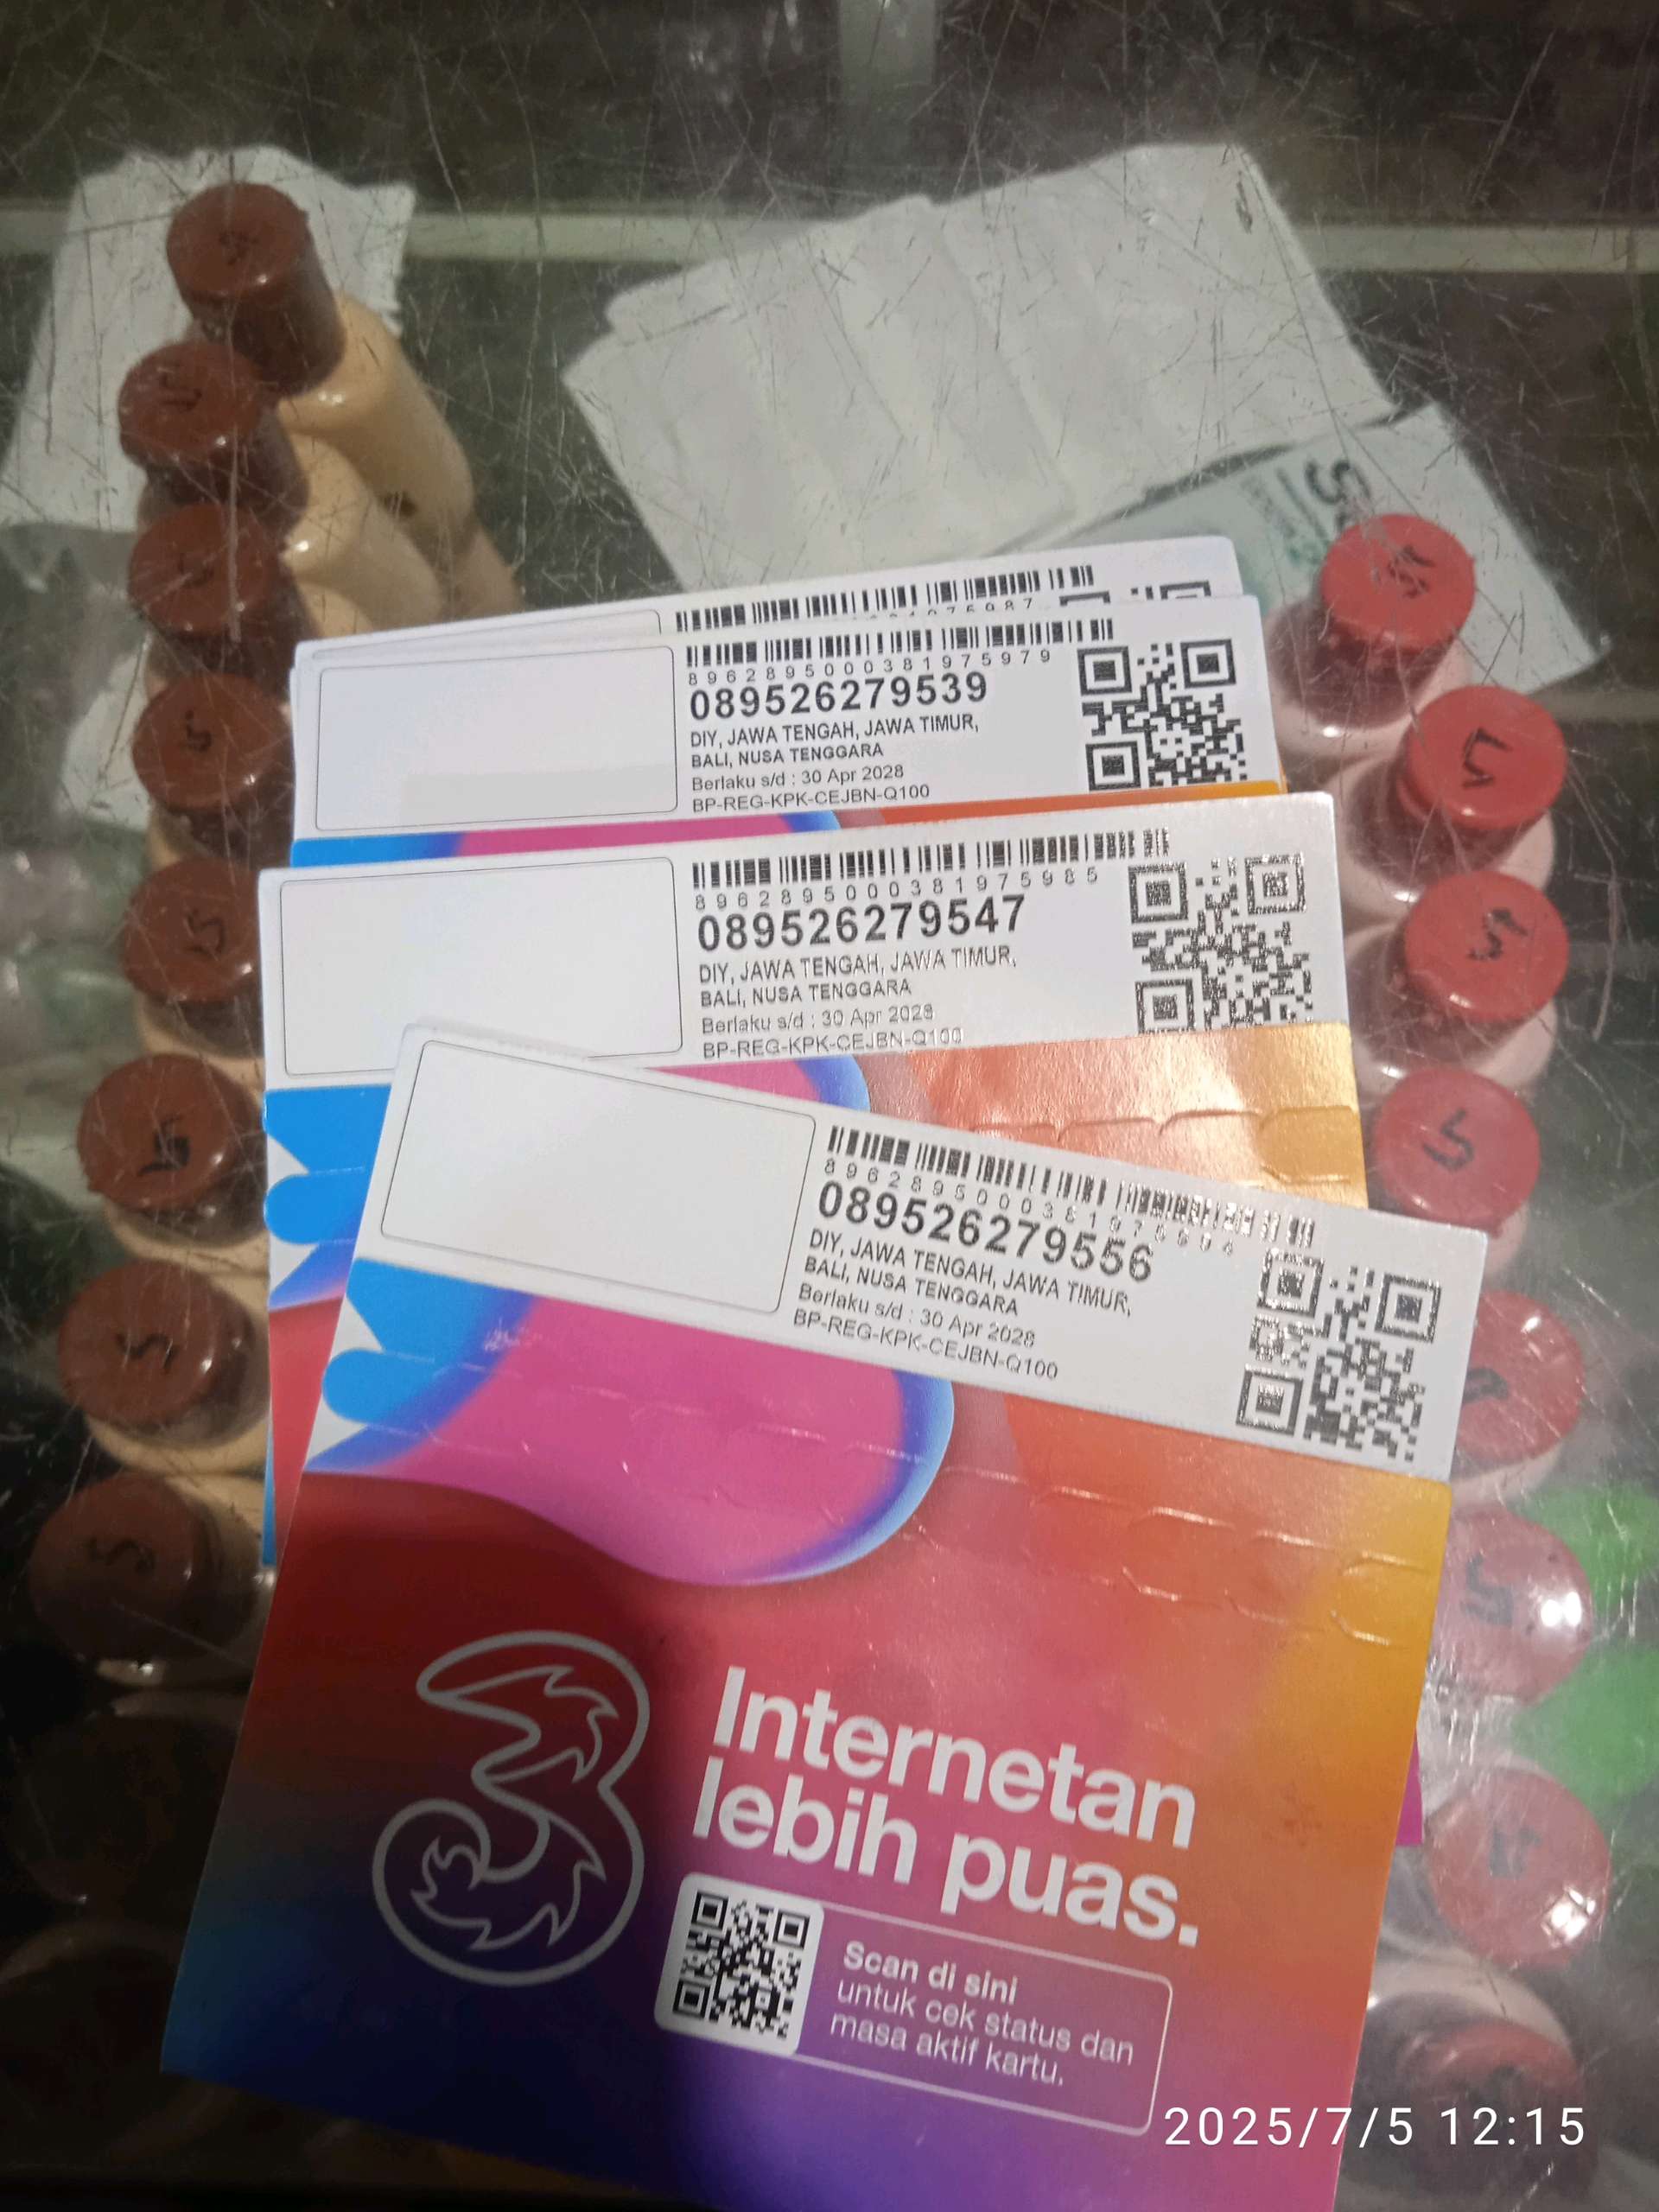 8962895000381975979
089526279539
DIY, JAWA TENGAH, JAWA TIMUR,
BALI, NUSA TENGGARA
Berlaku s/d : 30 Apr 2028
BP-REG-KPK-CEJBN-Q100
8962895000381975985
089526279547
DIY, JAWA TENGAH, JAWA TIMUR,
BALI, NUSA TENGGARA
Berlaku s/d : 30 Apr 2028
BP-REG-KPK-CEJBN-Q100
089526279556
DIY, JAWA TENGAH, JAWA TIMUR,
BALI, NUSA TENGGARA
Berlaku s/d : 30 Apr 2028
BP-REG-KPK-CEJBN-Q100
3
Internetan
lebih puas.
Scan di sini
untuk cek status dan
masa aktif kartu.
2025/7/5 12:15